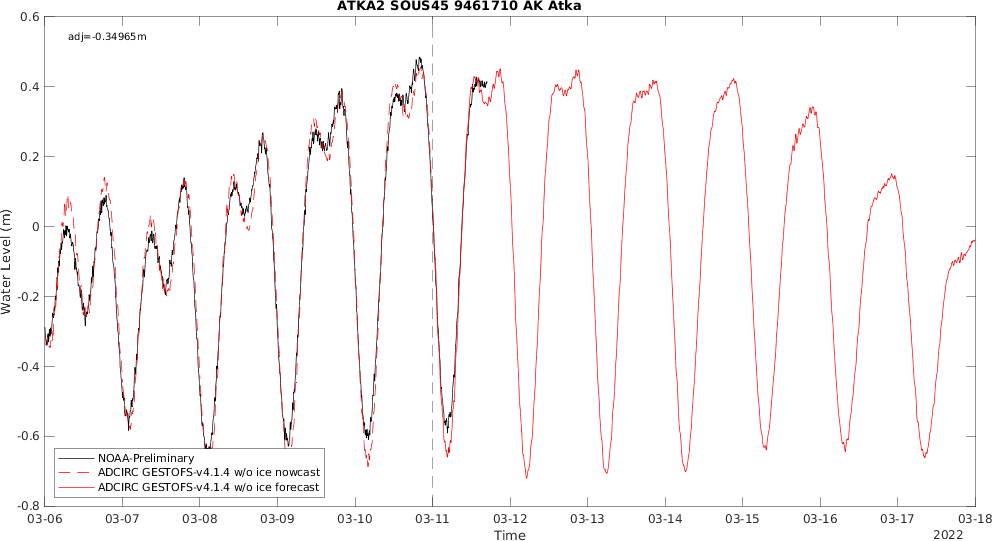 ATKA2 SOUS45 9461710 AK Atka
adj=-0.34965m
0.6
0.4
0.2
0
-0.2
-0.4
-0.6
-0.8
Water Level (m)
NOAA-Preliminary
ADCIRC GESTOFS-v4.1.4 w/o ice nowcast
ADCIRC GESTOFS-v4.1.4 w/o ice forecast
03-06 03-07 03-08 03-09 03-10 03-11 03-12 03-13 03-14 03-15 03-16 03-17 03-18
Time
2022